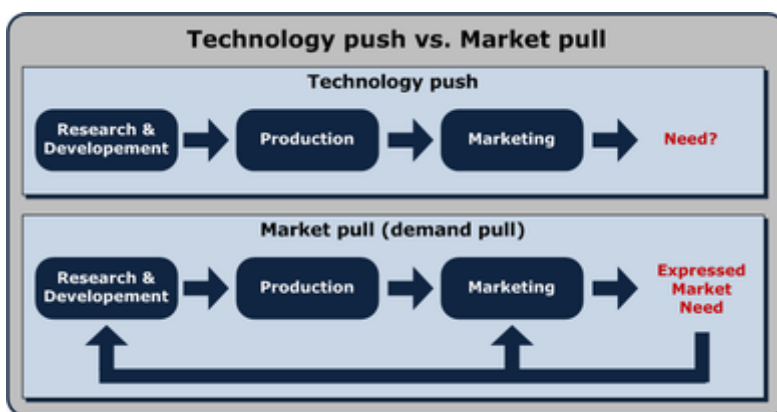 Technology push vs. Market pull
Technology push
Research &
Developement
Production
Marketing
Need?
Market pull (demand pull)
Research &
Developement
Production
Marketing
Expressed
Market
Need